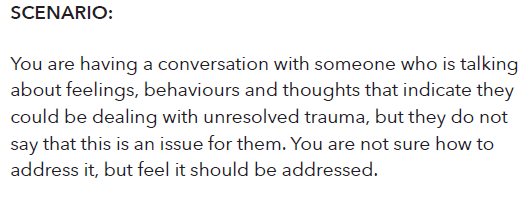 SCENARIO:
You are having a conversation with someone who is talking
about feelings, behaviours and thoughts that indicate they
could be dealing with unresolved trauma, but they do not
say that this is an issue for them. You are not sure how to
address it, but feel it should be addressed.